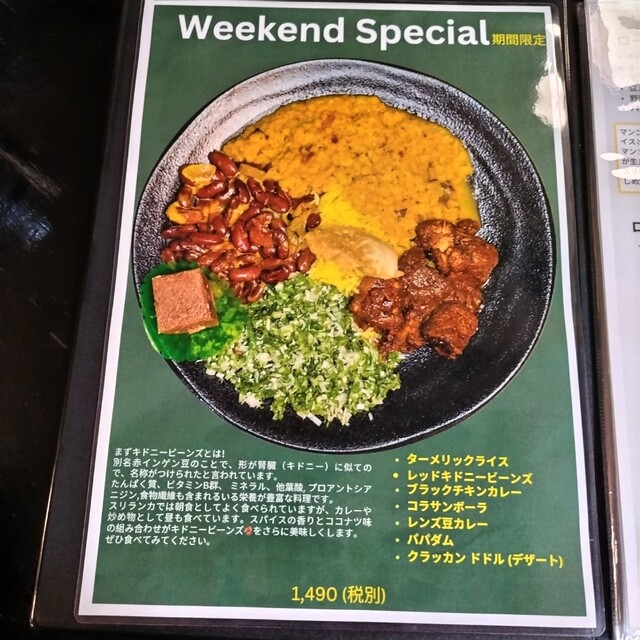 Weekend Special 期間限定
まずキドニービーンズとは!
別名赤インゲン豆のことで、形が腎臓（キドニー）に似ての
で、名称がつけられたと言われています。
たんぱく質、ビタミンB群、ミネラル、他葉酸, プロアントシア
ニジン,食物繊維も含まれるいる栄養が豊富な料理です。
スリランカでは朝食としてよく食べられていますが、カレーや
炒め物として昼も食べています。スパイスの香りとココナツ味
の組み合わせがキドニービーンズ🫘をさらに美味しくします。
ぜひ食べてみてください。
• ターメリックライス
• レッドキドニービーンズ
• ブラックチキンカレー
• コラサンボーラ
• レンズ豆カレー
• パパダム
• クラッカン ドドル (デザート)
1,490 (税別)